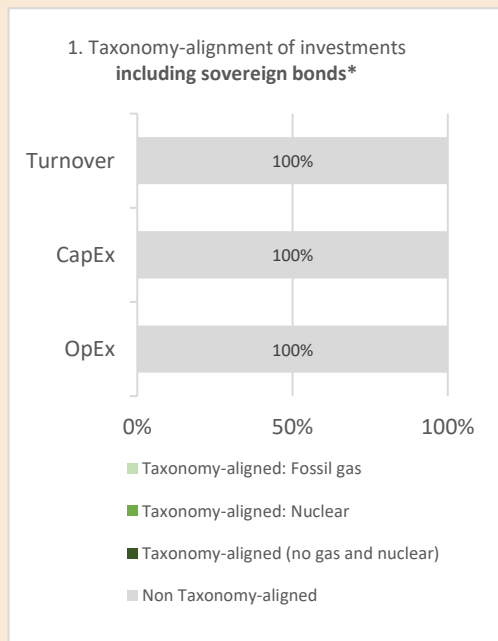 1. Taxonomy-alignment of investments
including sovereign bonds*
Turnover
100%
CapEx
100%
OpEx
100%
0%
50%
100%
Taxonomy-aligned: Fossil gas
Taxonomy-aligned: Nuclear
Taxonomy-aligned (no gas and nuclear)
Non Taxonomy-aligned